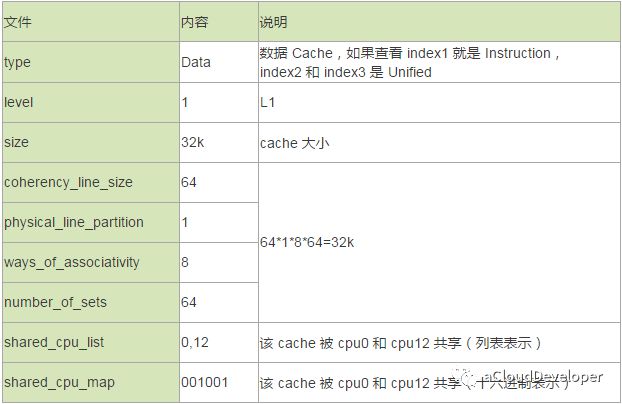 文件 内容 说明
type Data 数据 Cache，如果查看 index1 就是 Instruction，
index2 和 index3 是 Unified
level 1 L1
size 32k cache 大小
coherency_line_size 64
physical_line_partition 1
64*1*8*64=32k
ways_of_associativity 8
number_of_sets 64
shared_cpu_list 0,12 该 cache 被 cpu0 和 cpu12 共享（列表表示）
shared_cpu_map 001001 该 cache 被 cpu0 和 cpu12 共享（十六进制表示）
aCloudDeveloper